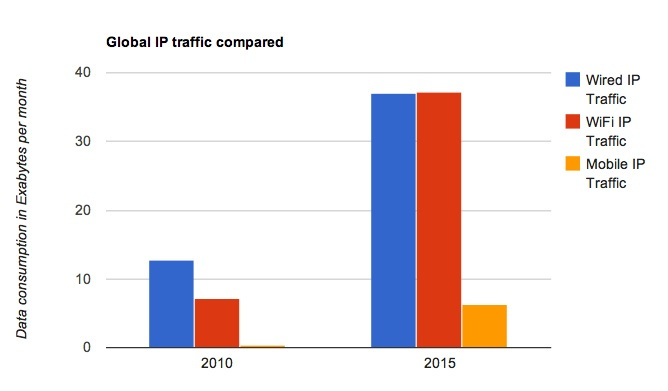 Global IP traffic compared
Data consumption in Exabytes per month
40
30
20
10
0
2010
2015
Wired IP
Traffic
WiFi IP
Traffic
Mobile IP
Traffic